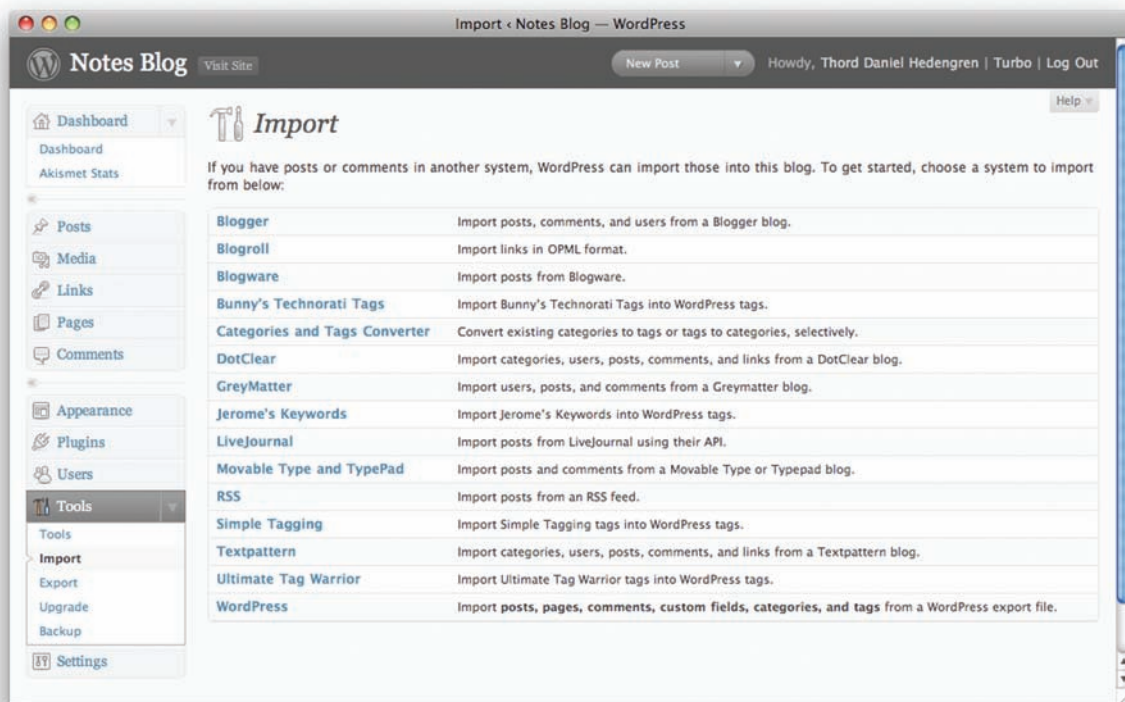 Import ‹ Notes Blog — WordPress
Notes Blog Visit Site New Post Howdy, Thord Daniel Hedengren | Turbo | Log Out
Help
Dashboard
Dashboard
Akismet Stats
Posts
Media
Links
Pages
Comments
Appearance
Plugins
Users
Tools
Tools
Import
Export
Upgrade
Backup
Settings
Import
If you have posts or comments in another system, WordPress can import those into this blog. To get started, choose a system to import
from below:
Blogger Import posts, comments, and users from a Blogger blog.
Blogroll Import links in OPML format.
Blogware Import posts from Blogware.
Bunny's Technorati Tags Import Bunny's Technorati Tags into WordPress tags.
Categories and Tags Converter Convert existing categories to tags or tags to categories, selectively.
DotClear Import categories, users, posts, comments, and links from a DotClear blog.
GreyMatter Import users, posts, and comments from a Greymatter blog.
Jerome's Keywords Import Jerome's Keywords into WordPress tags.
LiveJournal Import posts from LiveJournal using their API.
Movable Type and TypePad Import posts and comments from a Movable Type or Typepad blog.
RSS Import posts from an RSS feed.
Simple Tagging Import Simple Tagging tags into WordPress tags.
Textpattern Import categories, users, posts, comments, and links from a Textpattern blog.
Ultimate Tag Warrior Import Ultimate Tag Warrior tags into WordPress tags.
WordPress Import posts, pages, comments, custom fields, categories, and tags from a WordPress export file.